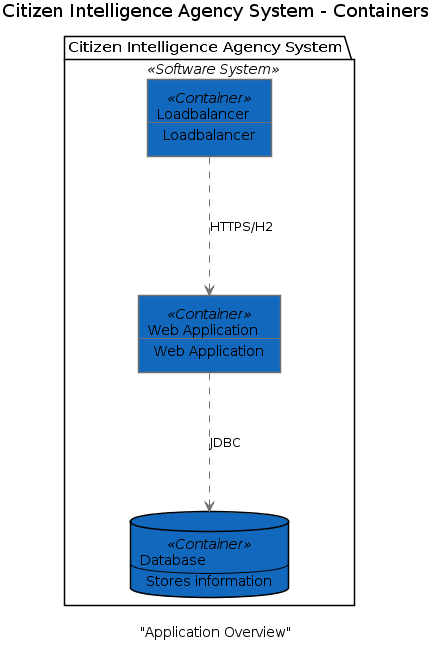 Citizen Intelligence Agency System - Containers
Citizen Intelligence Agency System
«Software System»
«Container»
Loadbalancer
Loadbalancer
HTTPS/H2
«Container»
Web Application
Web Application
JDBC
«Container»
Database
Stores information
"Application Overview"